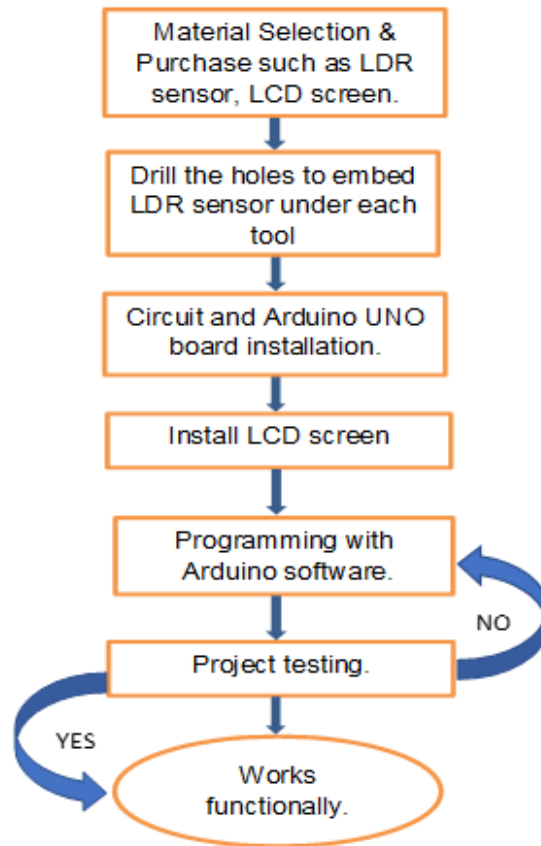 Material Selection &
Purchase such as LDR
sensor, LCD screen.
Drill the holes to embed
LDR sensor under each
tool
Circuit and Arduino UNO
board installation.
Install LCD screen
Programming with
Arduino software.
NO
Project testing.
YES
Works
functionally.